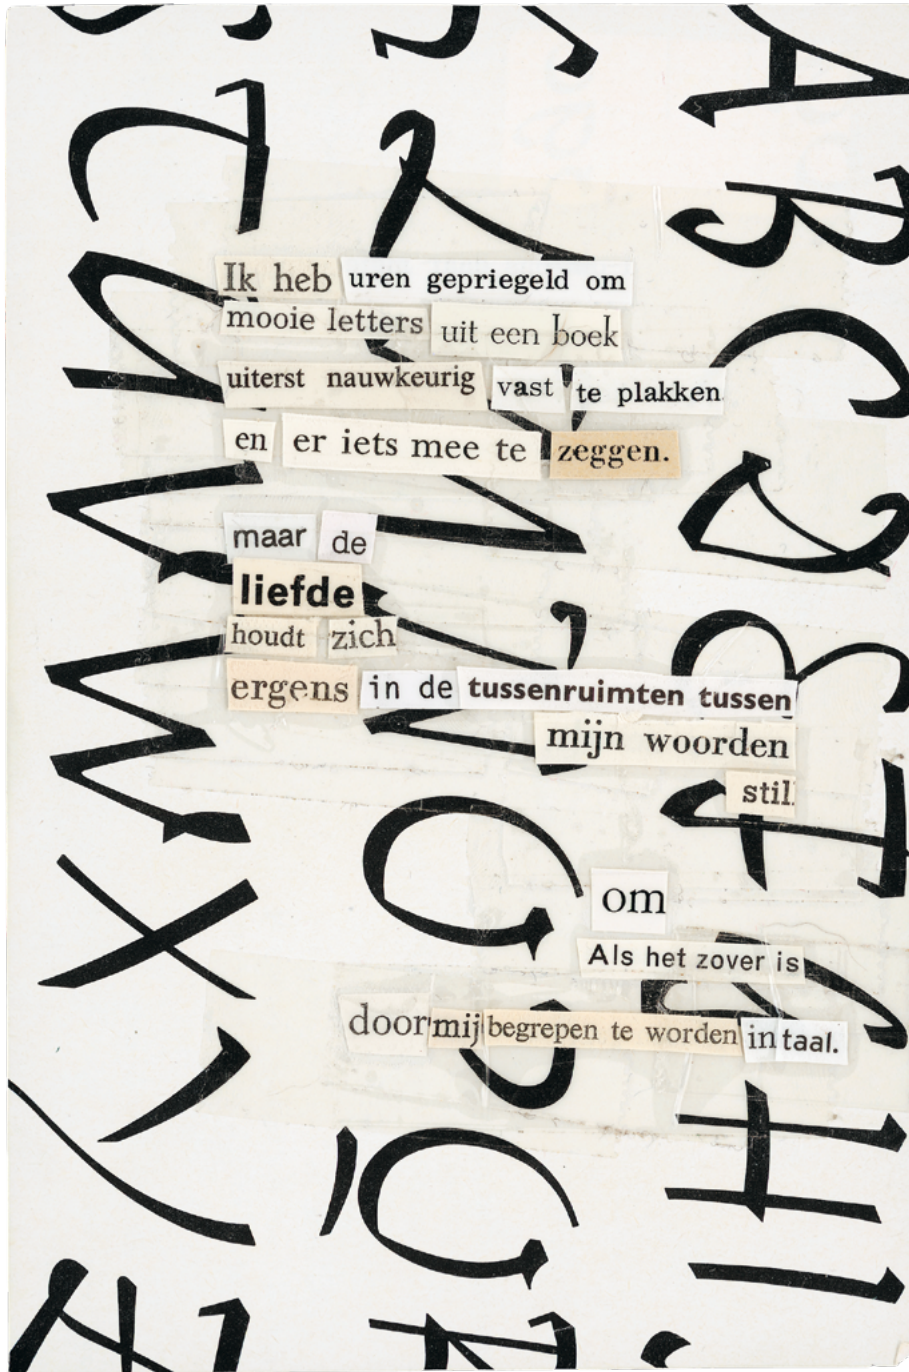 Ik heb uren gepriegeld om
mooie letters uit een boek
uiterst nauwkeurig vast te plakken
en er iets mee te zeggen.
maar de
liefde
houdt zich
ergens in de tussenruimten tussen
mijn woorden
stil
om
Als het zover is
door mij begrepen te worden in taal.